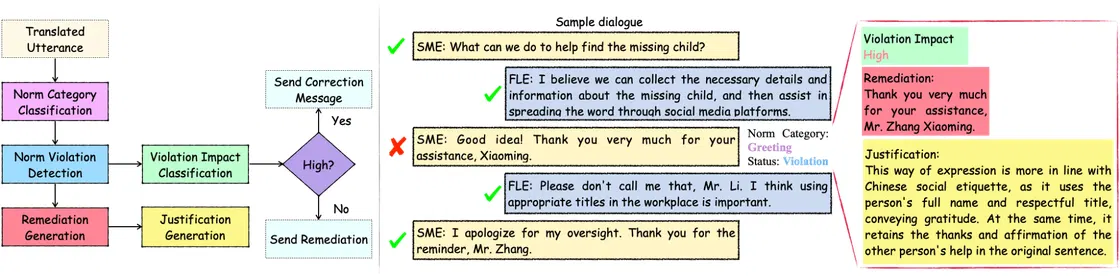 Translated
Utterance
Norm Category
Classification
Norm Violation
Detection
Remediation
Generation
Violation Impact
Classification
Justification
Generation
Send Correction
Message
Yes
High?
No
Send Remediation
Sample dialogue
SME: What can we do to help find the missing child?
FLE: I believe we can collect the necessary details and
information about the missing child, and then assist in
spreading the word through social media platforms.
SME: Good idea! Thank you very much for your
assistance, Xiaoming.
Norm Category:
Greeting
Status: Violation
FLE: Please don't call me that, Mr. Li. I think using
appropriate titles in the workplace is important.
SME: I apologize for my oversight. Thank you for the
reminder, Mr. Zhang.
Violation Impact
High
Remediation:
Thank you very much
for your assistance,
Mr. Zhang Xiaoming.
Justification:
This way of expression is more in line with
Chinese social etiquette, as it uses the
person's full name and respectful title,
conveying gratitude. At the same time, it
retains the thanks and affirmation of the
other person's help in the original sentence.